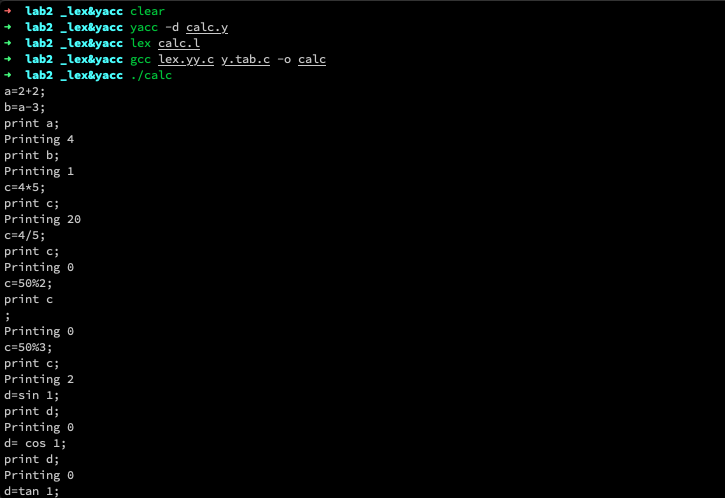 ➜ lab2 _lex&yacc clear
➜ lab2 _lex&yacc yacc -d calc.y
➜ lab2 _lex&yacc lex calc.l
➜ lab2 _lex&yacc gcc lex.yy.c y.tab.c -o calc
➜ lab2 _lex&yacc ./calc
a=2+2;
b=a-3;
print a;
Printing 4
print b;
Printing 1
c=4*5;
print c;
Printing 20
c=4/5;
print c;
Printing 0
c=50%2;
print c
;
Printing 0
c=50%3;
print c;
Printing 2
d=sin 1;
print d;
Printing 0
d= cos 1;
print d;
Printing 0
d=tan 1;